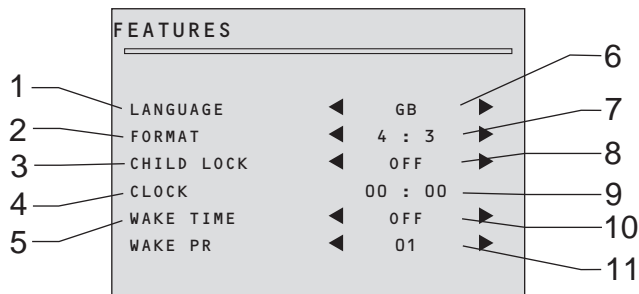 FEATURES
1 LANGUAGE ◀ GB ▶ 6
2 FORMAT ◀ 4 : 3 ▶ 7
3 CHILD LOCK ◀ OFF ▶ 8
4 CLOCK 00 : 00 9
5 WAKE TIME ◀ OFF ▶ 10
WAKE PR ◀ 01 ▶ 11